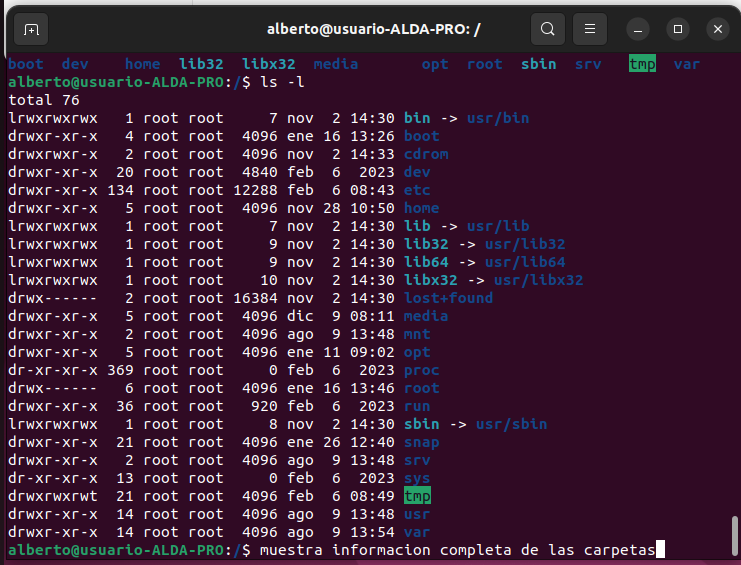 alberto@usuario-ALDA-PRO: /
boot dev home lib32 libx32 media opt root sbin srv tmp var
alberto@usuario-ALDA-PRO:/$ ls -l
total 76
lrwxrwxrwx 1 root root 7 nov 2 14:30 bin -> usr/bin
drwxr-xr-x 4 root root 4096 ene 16 13:26 boot
drwxrwxr-x 2 root root 4096 nov 2 14:33 cdrom
drwxr-xr-x 20 root root 4840 feb 6 2023 dev
drwxr-xr-x 134 root root 12288 feb 6 08:43 etc
drwxr-xr-x 5 root root 4096 nov 28 10:50 home
lrwxrwxrwx 1 root root 7 nov 2 14:30 lib -> usr/lib
lrwxrwxrwx 1 root root 9 nov 2 14:30 lib32 -> usr/lib32
lrwxrwxrwx 1 root root 9 nov 2 14:30 lib64 -> usr/lib64
lrwxrwxrwx 1 root root 10 nov 2 14:30 libx32 -> usr/libx32
drwx------ 2 root root 16384 nov 2 14:30 lost+found
drwxr-xr-x 5 root root 4096 dic 9 08:11 media
drwxr-xr-x 2 root root 4096 ago 9 13:48 mnt
drwxr-xr-x 5 root root 4096 ene 11 09:02 opt
dr-xr-xr-x 369 root root 0 feb 6 2023 proc
drwx------ 6 root root 4096 ene 16 13:46 root
drwxr-xr-x 36 root root 920 feb 6 2023 run
lrwxrwxrwx 1 root root 8 nov 2 14:30 sbin -> usr/sbin
drwxr-xr-x 21 root root 4096 ene 26 12:40 snap
drwxr-xr-x 2 root root 4096 ago 9 13:48 srv
dr-xr-xr-x 13 root root 0 feb 6 2023 sys
drwxrwxrwt 21 root root 4096 feb 6 08:49 tmp
drwxr-xr-x 14 root root 4096 ago 9 13:48 usr
drwxr-xr-x 14 root root 4096 ago 9 13:54 var
alberto@usuario-ALDA-PRO:/$ muestra informacion completa de las carpetas